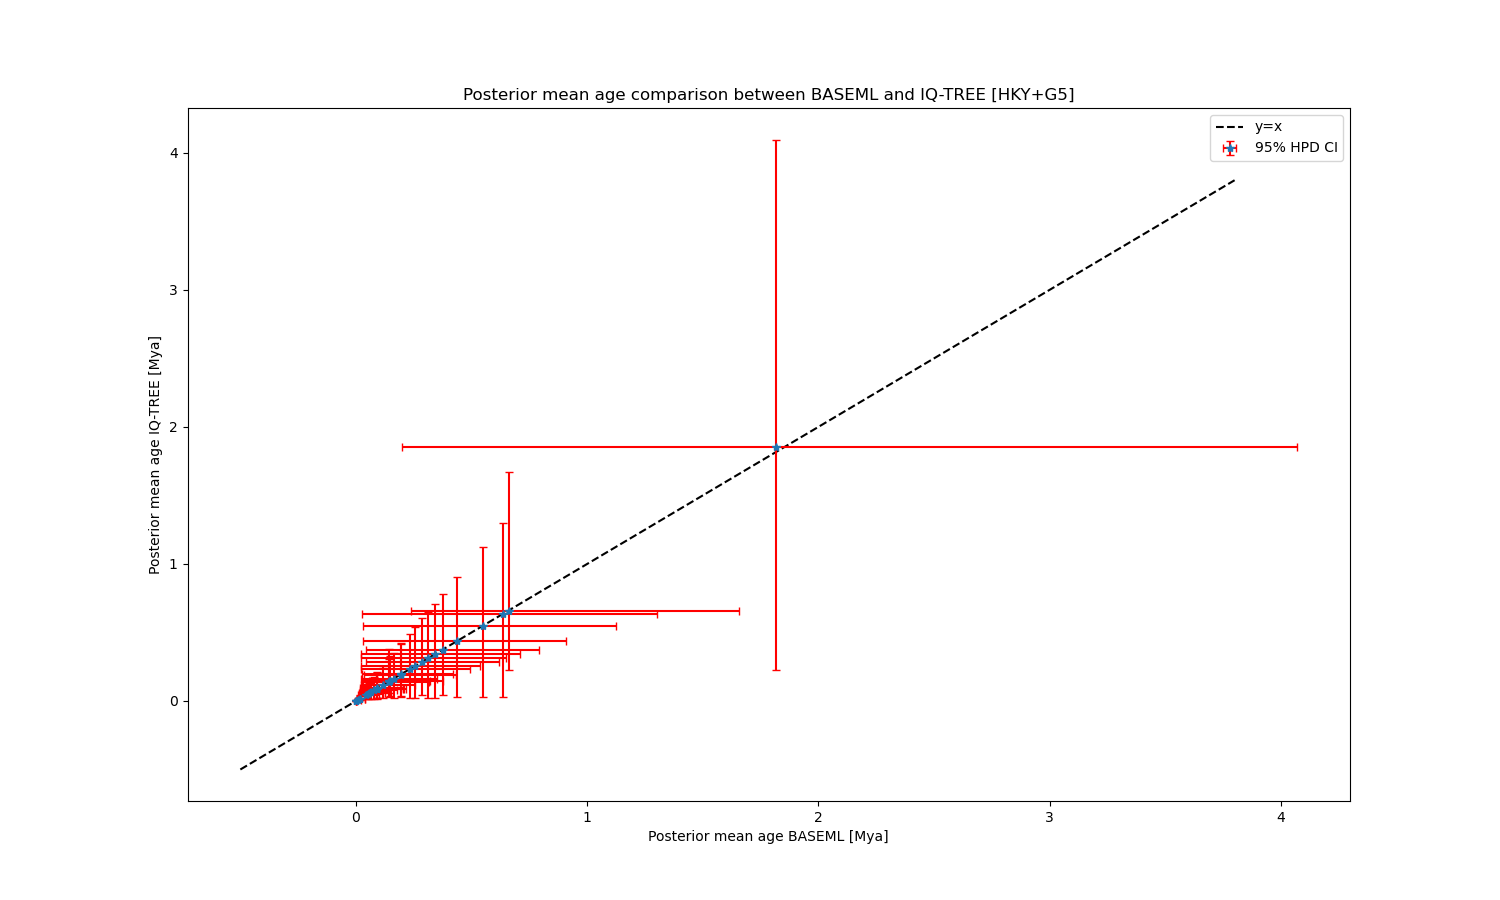 Posterior mean age comparison between BASEML and IQ-TREE [HKY+G5]
y=x
95% HPD CI
4
3
2
1
0
Posterior mean age IQ-TREE [Mya]
0 1 2 3 4
Posterior mean age BASEML [Mya]